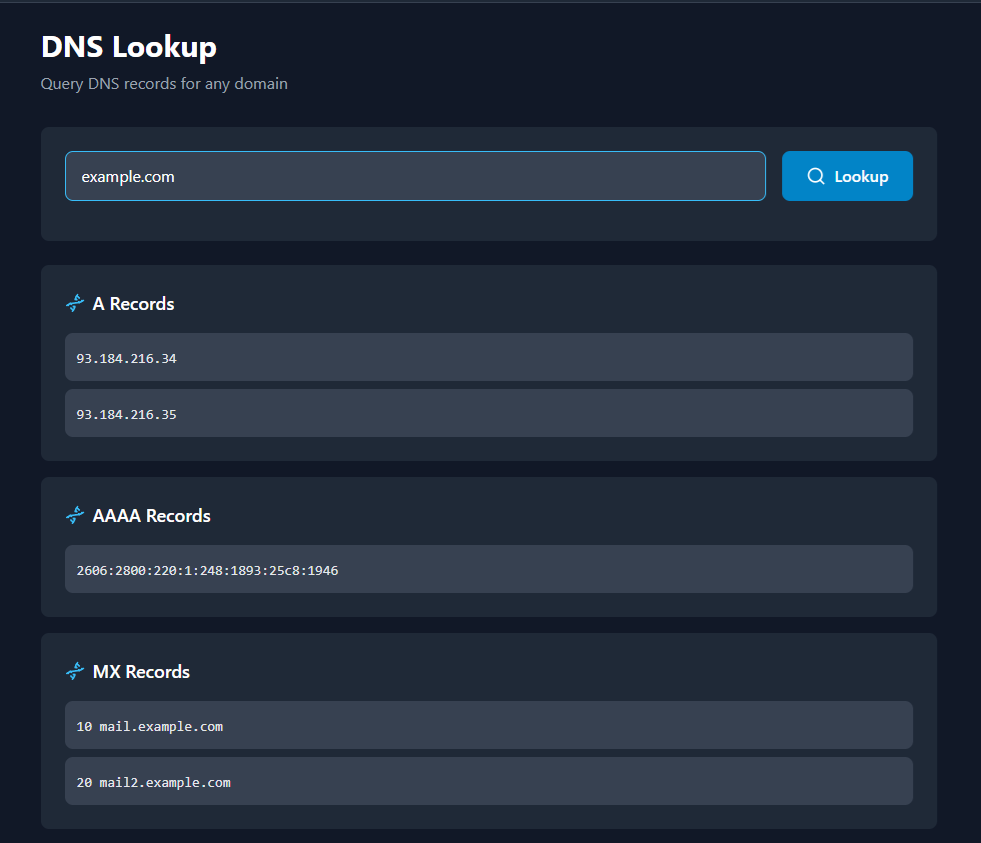 DNS Lookup
Query DNS records for any domain
example.com
Lookup
A Records
93.184.216.34
93.184.216.35
AAAA Records
2606:2800:220:1:248:1893:25c8:1946
MX Records
10 mail.example.com
20 mail2.example.com